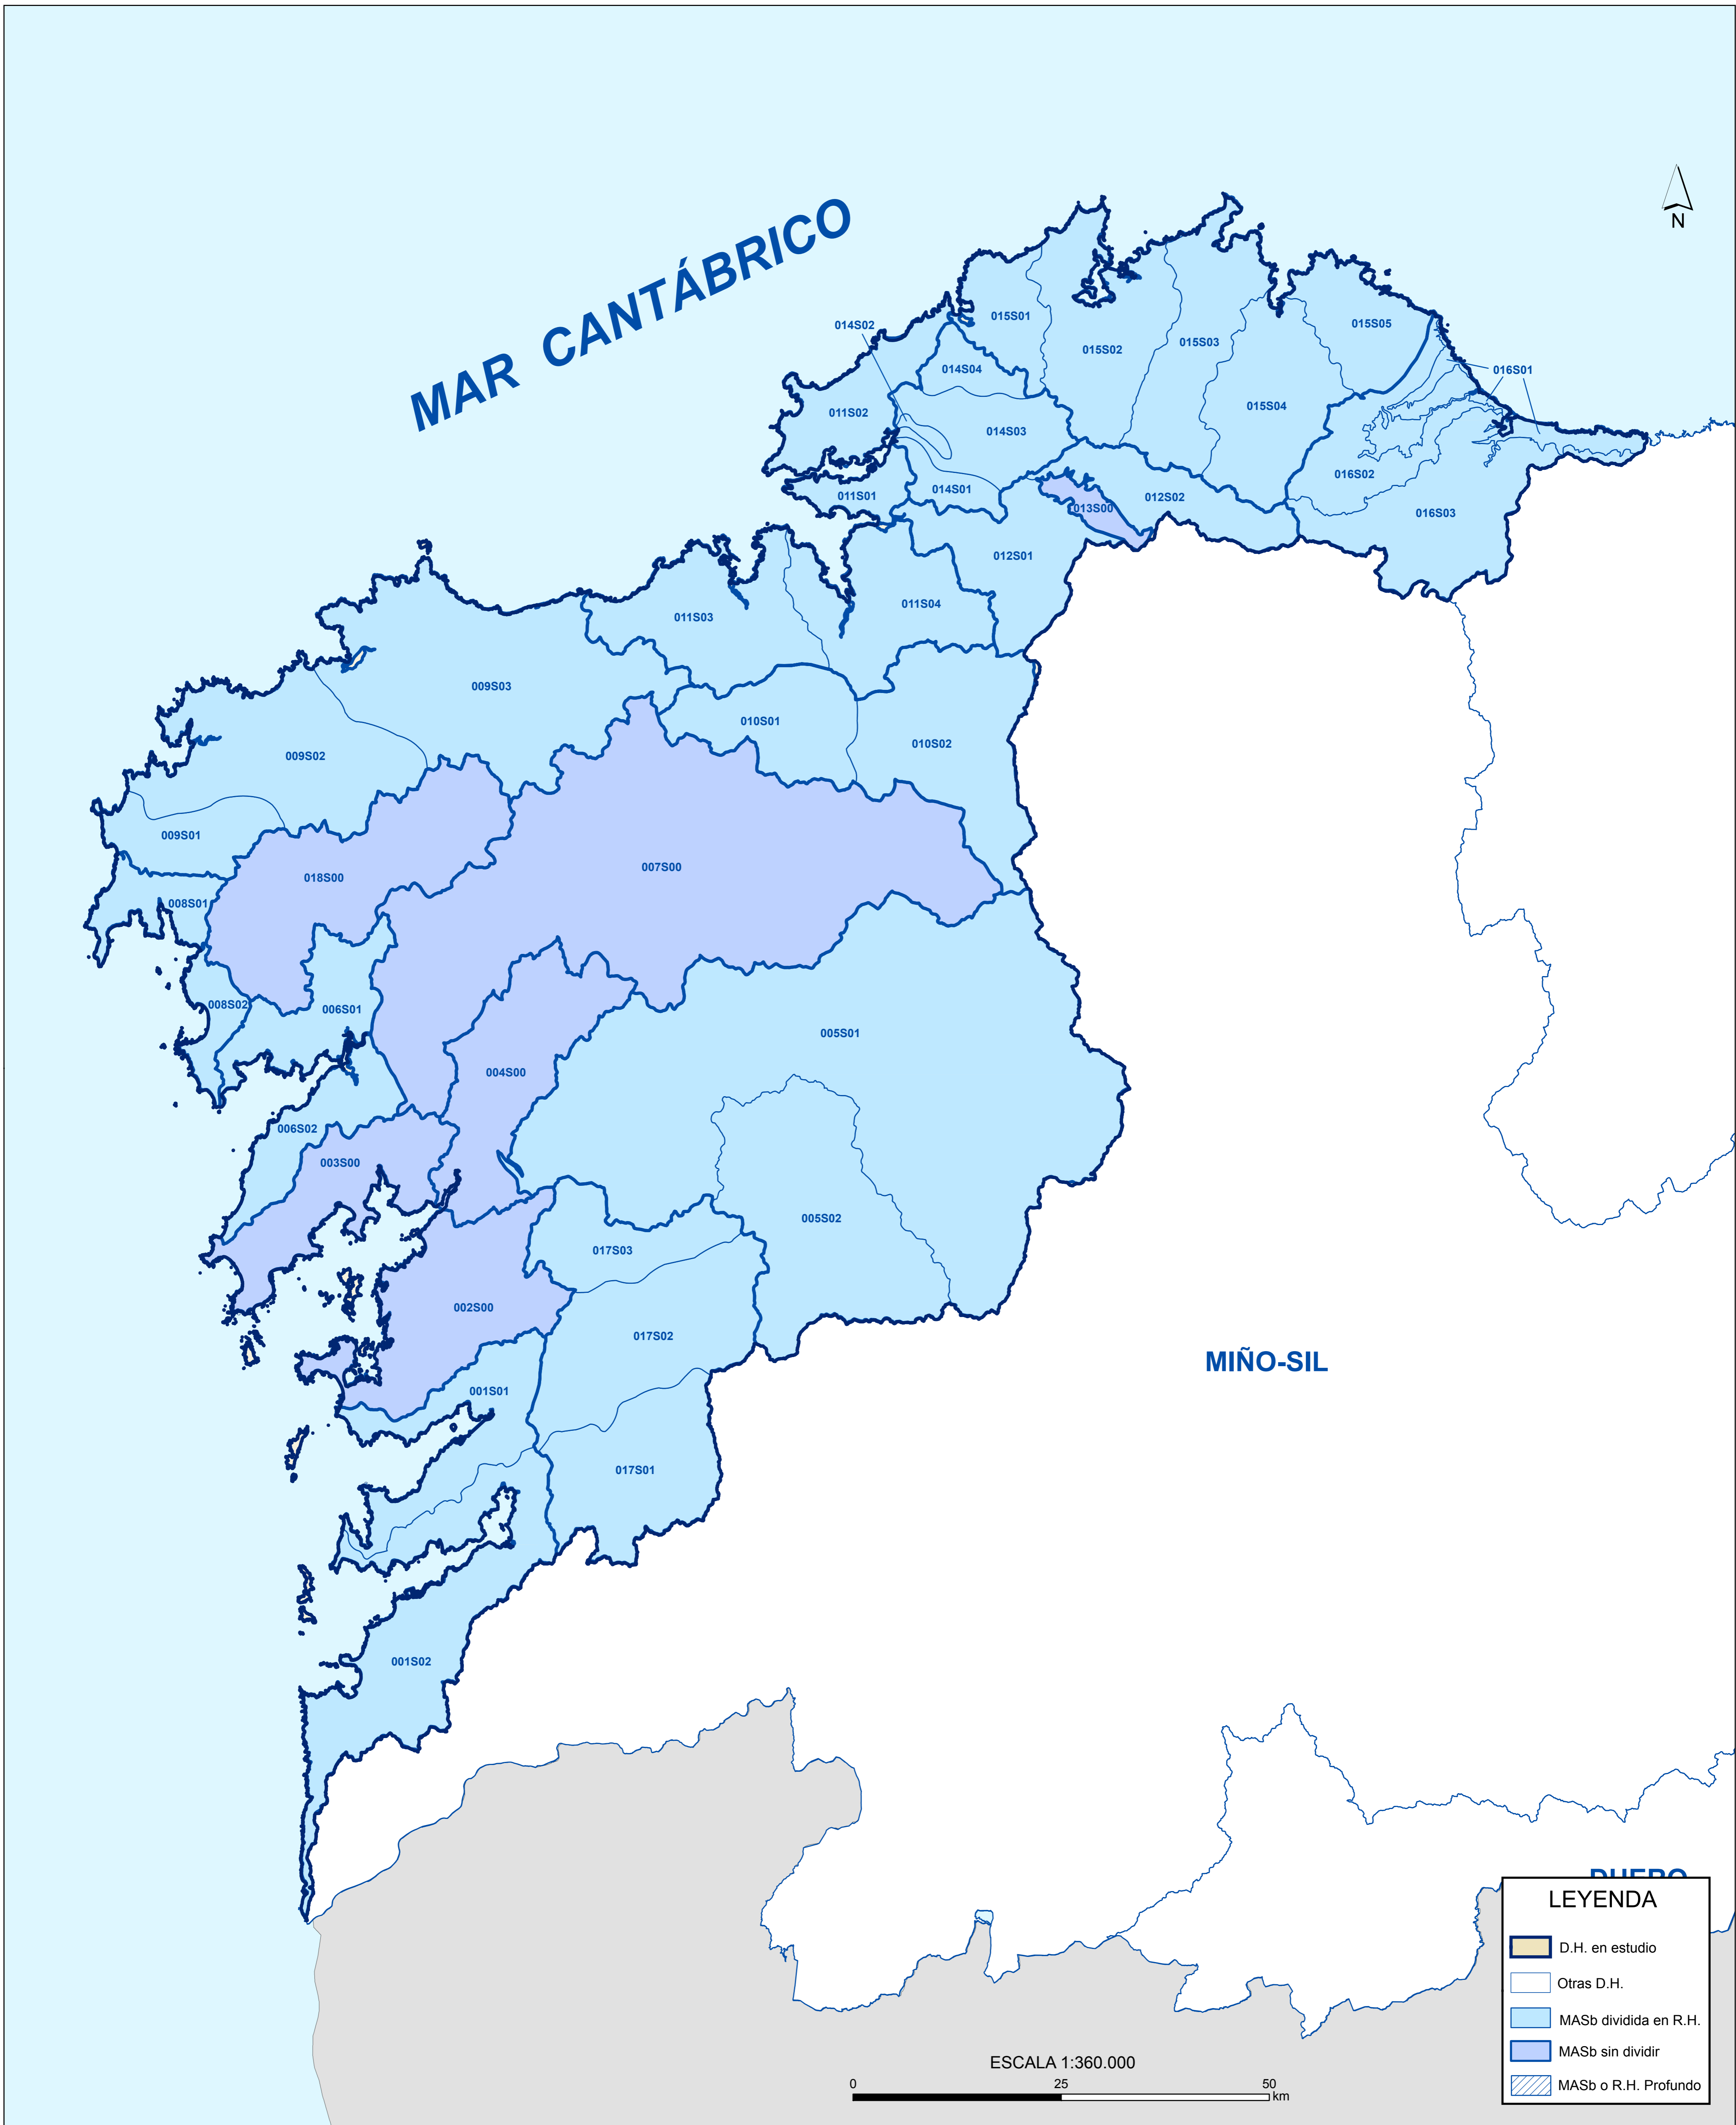 MAR CANTÁBRICO
N
014S02
015S01
015S02
015S03
015S05
014S04
016S01
011S02
014S03
015S04
016S02
011S01
014S01
013S00
012S02
016S03
012S01
011S03
011S04
009S03
010S01
010S02
009S02
009S01
018S00
007S00
008S01
008S02
006S01
005S01
004S00
006S02
003S00
005S02
017S03
002S00
017S02
MIÑO-SIL
001S01
017S01
001S02
DUERO
LEYENDA
D.H. en estudio
Otras D.H.
MASb dividida en R.H.
MASb sin dividir
MASb o R.H. Profundo
ESCALA 1:360.000
0 25 50
km